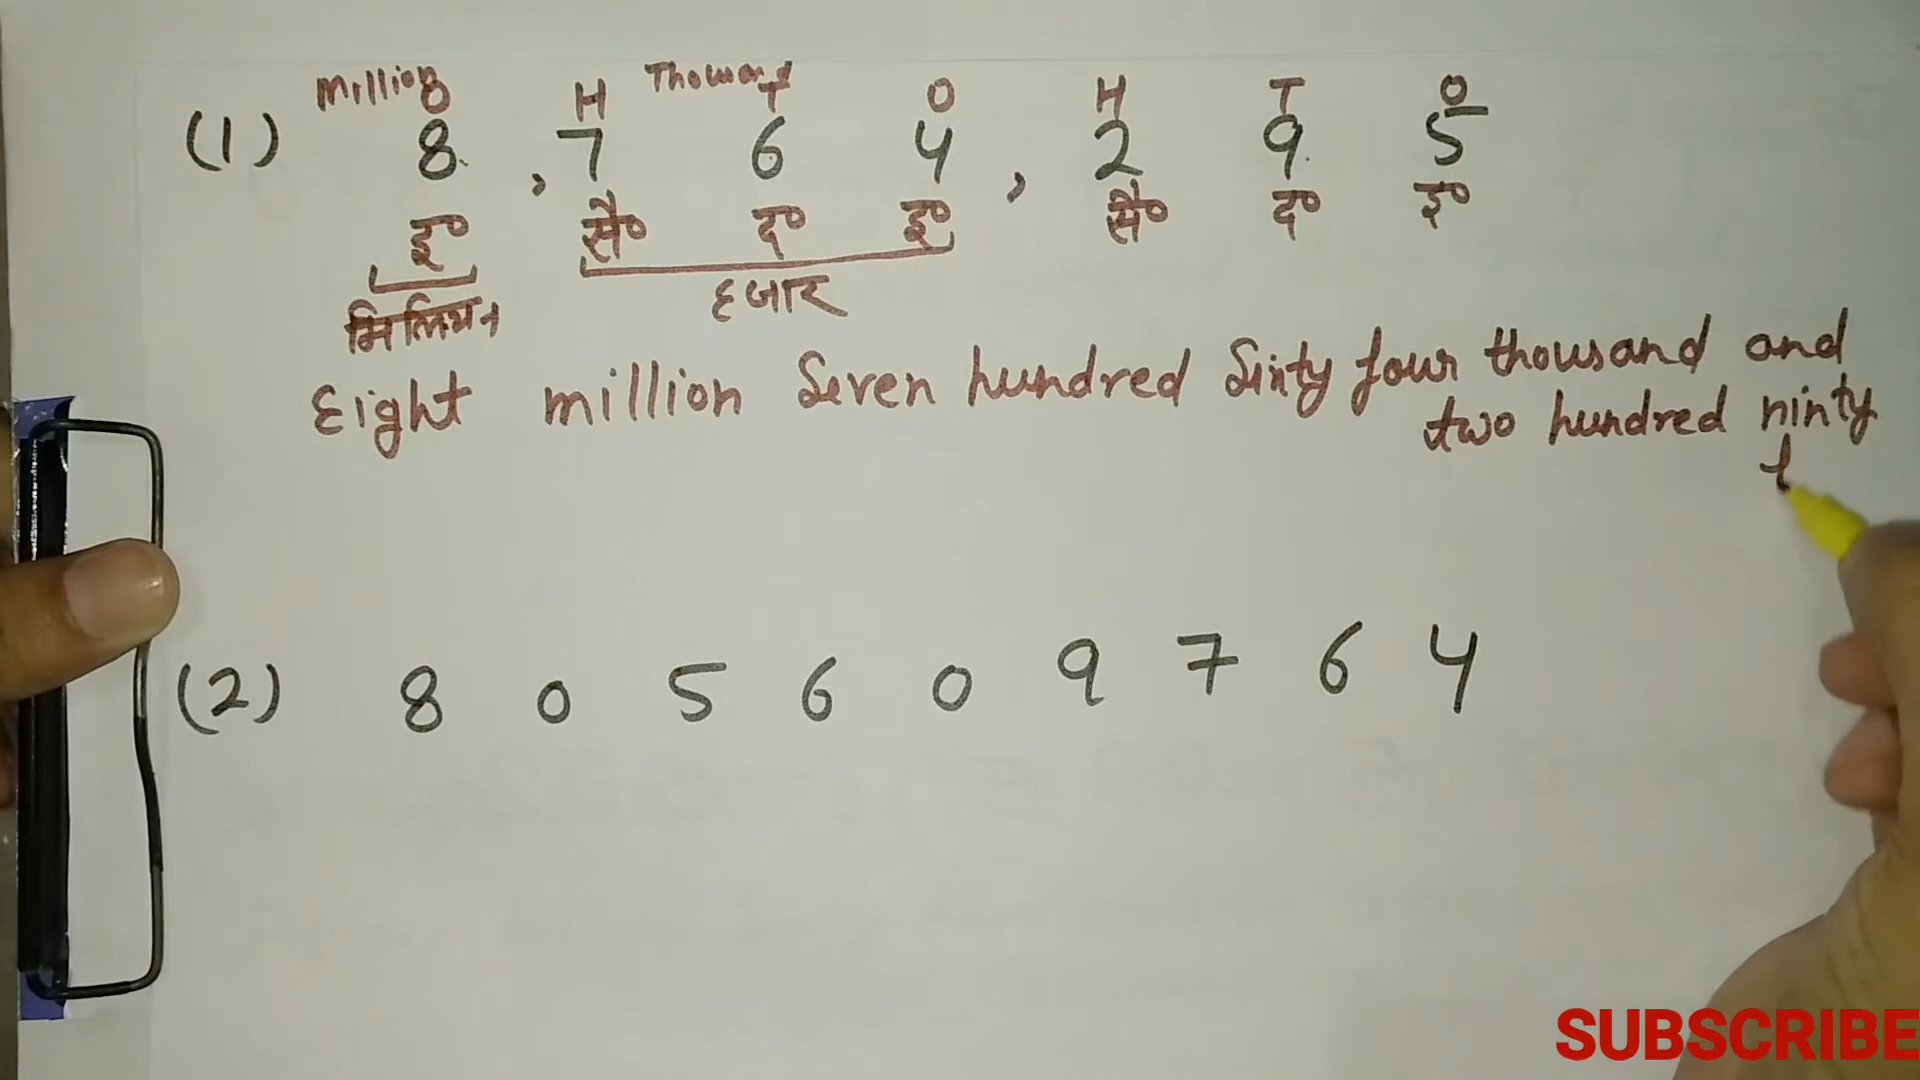 Million Thousand
O H T O H T O
(1) 8 , 7 6 4 , 2 9 5
इ० सै० द० इ० सै० द० इ०
मिलियन हजार
Eight million Seven hundred Sixty four thousand and
two hundred ninty
f
(2) 8 0 5 6 0 9 7 6 4
SUBSCRIBE